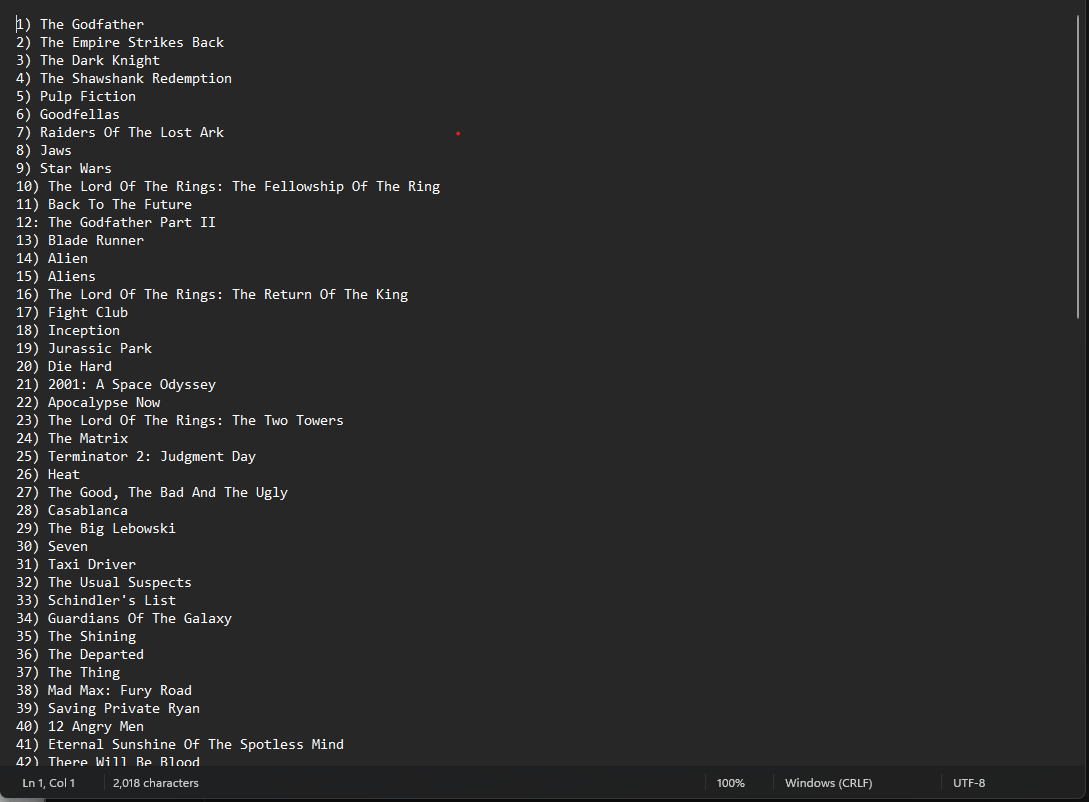 1) The Godfather
2) The Empire Strikes Back
3) The Dark Knight
4) The Shawshank Redemption
5) Pulp Fiction
6) Goodfellas
7) Raiders Of The Lost Ark
8) Jaws
9) Star Wars
10) The Lord Of The Rings: The Fellowship Of The Ring
11) Back To The Future
12: The Godfather Part II
13) Blade Runner
14) Alien
15) Aliens
16) The Lord Of The Rings: The Return Of The King
17) Fight Club
18) Inception
19) Jurassic Park
20) Die Hard
21) 2001: A Space Odyssey
22) Apocalypse Now
23) The Lord Of The Rings: The Two Towers
24) The Matrix
25) Terminator 2: Judgment Day
26) Heat
27) The Good, The Bad And The Ugly
28) Casablanca
29) The Big Lebowski
30) Seven
31) Taxi Driver
32) The Usual Suspects
33) Schindler's List
34) Guardians Of The Galaxy
35) The Shining
36) The Departed
37) The Thing
38) Mad Max: Fury Road
39) Saving Private Ryan
40) 12 Angry Men
41) Eternal Sunshine Of The Spotless Mind
42) There Will Be Blood
Ln 1, Col 1 2,018 characters 100% Windows (CRLF) UTF-8